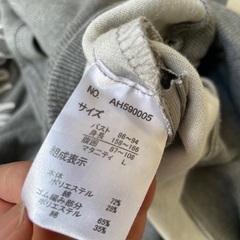 NO. AH590005
サイズ
バスト 86~94
身長 156~166
腹囲 87~108
マタニティ L
組成表示
本体
ポリエステル 72%
綿 28%
ゴム編み部分
ポリエステル 65%
綿 35%